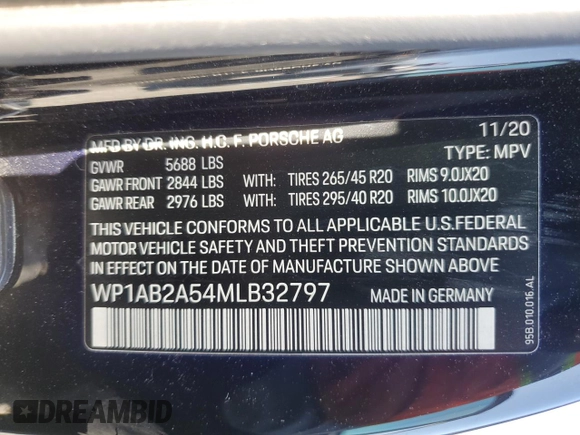 MFD BY DR. ING. H.C. F. PORSCHE AG 11/20
GVWR 5688 LBS TYPE: MPV
GAWR FRONT 2844 LBS WITH: TIRES 265/45 R20 RIMS 9.0JX20
GAWR REAR 2976 LBS WITH: TIRES 295/40 R20 RIMS 10.0JX20
THIS VEHICLE CONFORMS TO ALL APPLICABLE U.S.FEDERAL
MOTOR VEHICLE SAFETY AND THEFT PREVENTION STANDARDS
IN EFFECT ON THE DATE OF MANUFACTURE SHOWN ABOVE
WP1AB2A54MLB32797 MADE IN GERMANY
95B.010.016.AL
DREAMBID